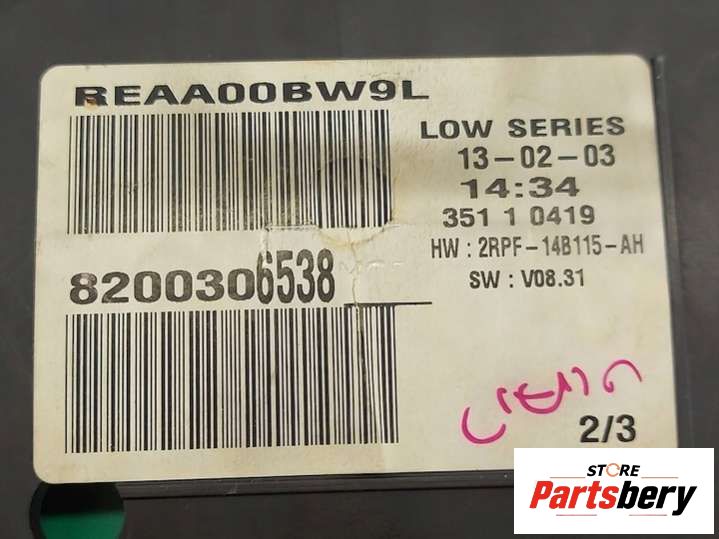 REAA00BW9L
LOW SERIES
13-02-03
14:34
351 1 0419
HW : 2RPF-14B115-AH
8200306538
SW : V08.31
2/3
STORE
Partsbery